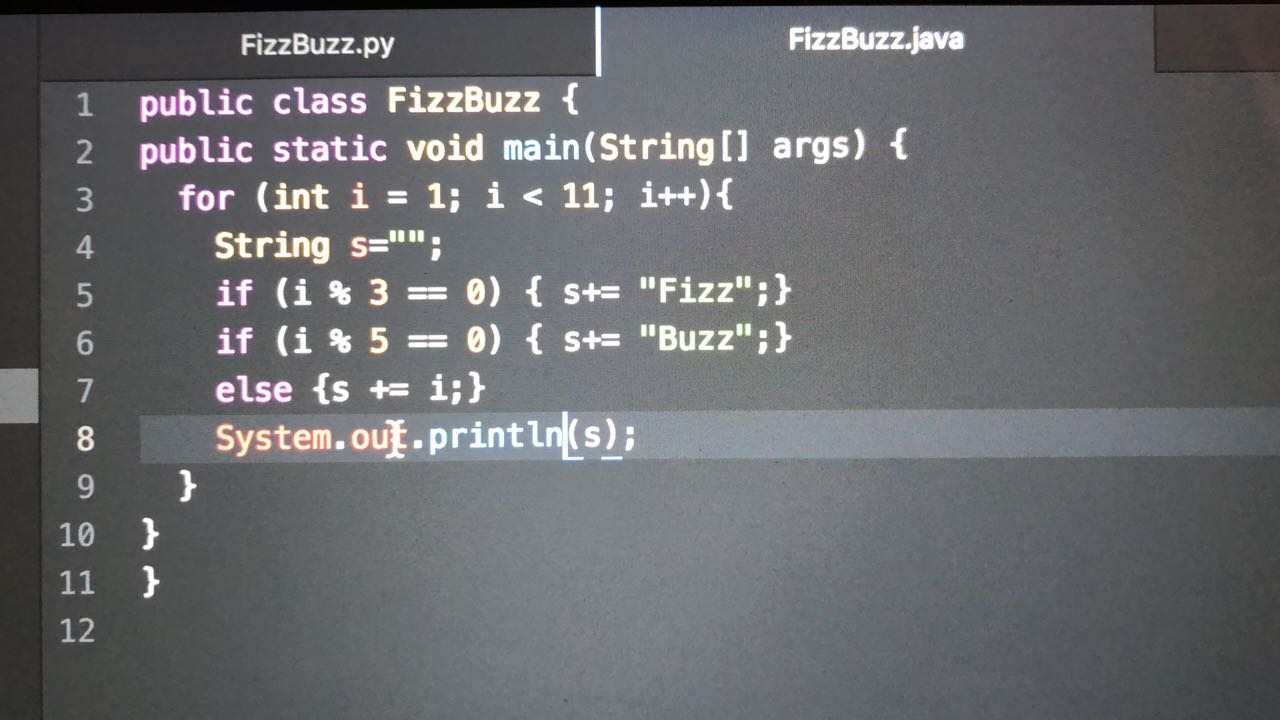 FizzBuzz.py FizzBuzz.java
1 public class FizzBuzz {
2 public static void main(String[] args) {
3 for (int i = 1; i < 11; i++){
4 String s="";
5 if (i % 3 == 0) { s+= "Fizz";}
6 if (i % 5 == 0) { s+= "Buzz";}
7 else {s += i;}
8 System.out.println(s);
9 }
10 }
11 }
12